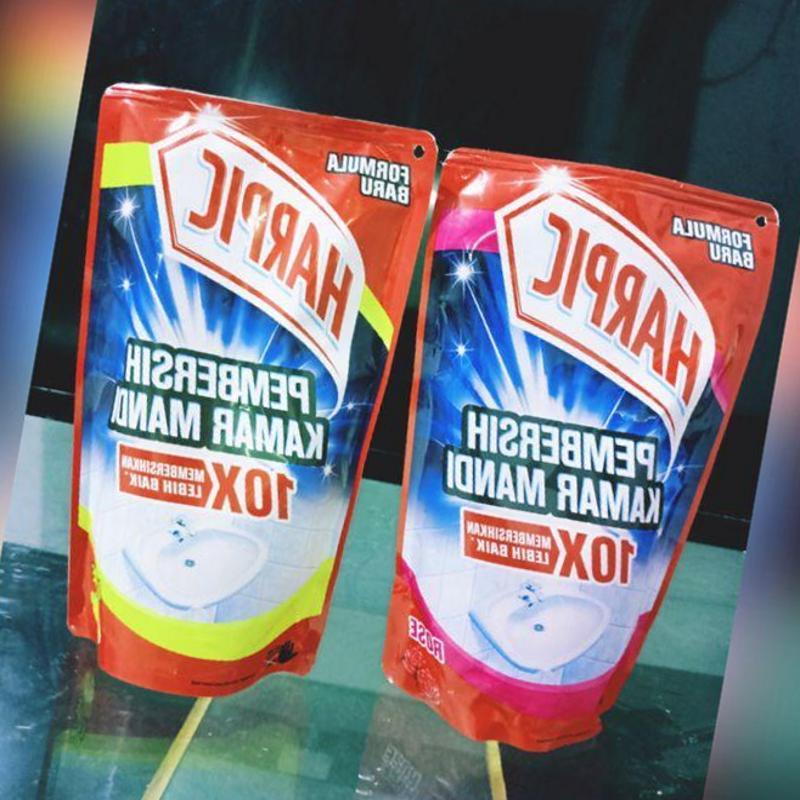 FORMULA
BARU
HARPIC
PEMBERSIH
KAMAR MANDI
10X MEMBERSIHKAN
LEBIH BAIK*
FORMULA
BARU
HARPIC
PEMBERSIH
KAMAR MANDI
10X MEMBERSIHKAN
LEBIH BAIK*
ROSE